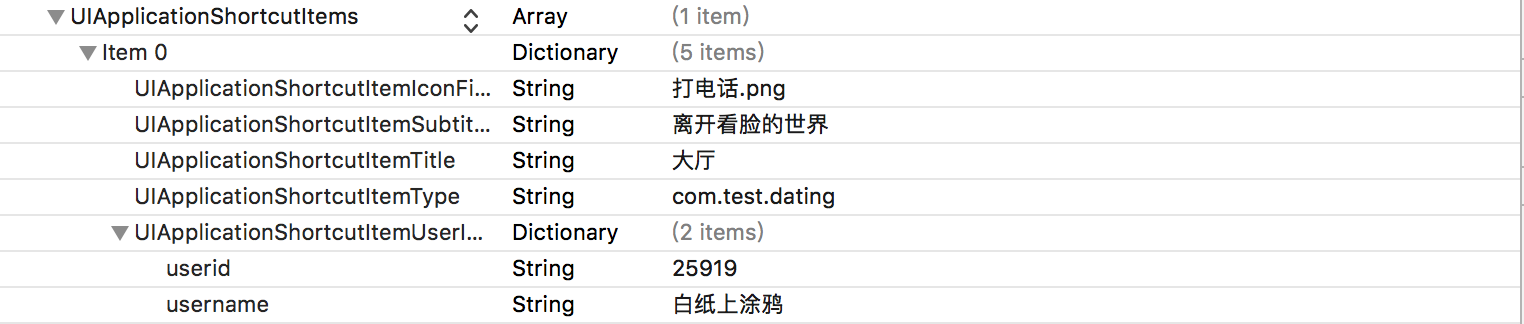 UIApplicationShortcutItems Array (1 item)
Item 0 Dictionary (5 items)
UIApplicationShortcutItemIconFi... String 打电话.png
UIApplicationShortcutItemSubtit... String 离开看脸的世界
UIApplicationShortcutItemTitle String 大厅
UIApplicationShortcutItemType String com.test.dating
UIApplicationShortcutItemUserI... Dictionary (2 items)
userid String 25919
username String 白纸上涂鸦